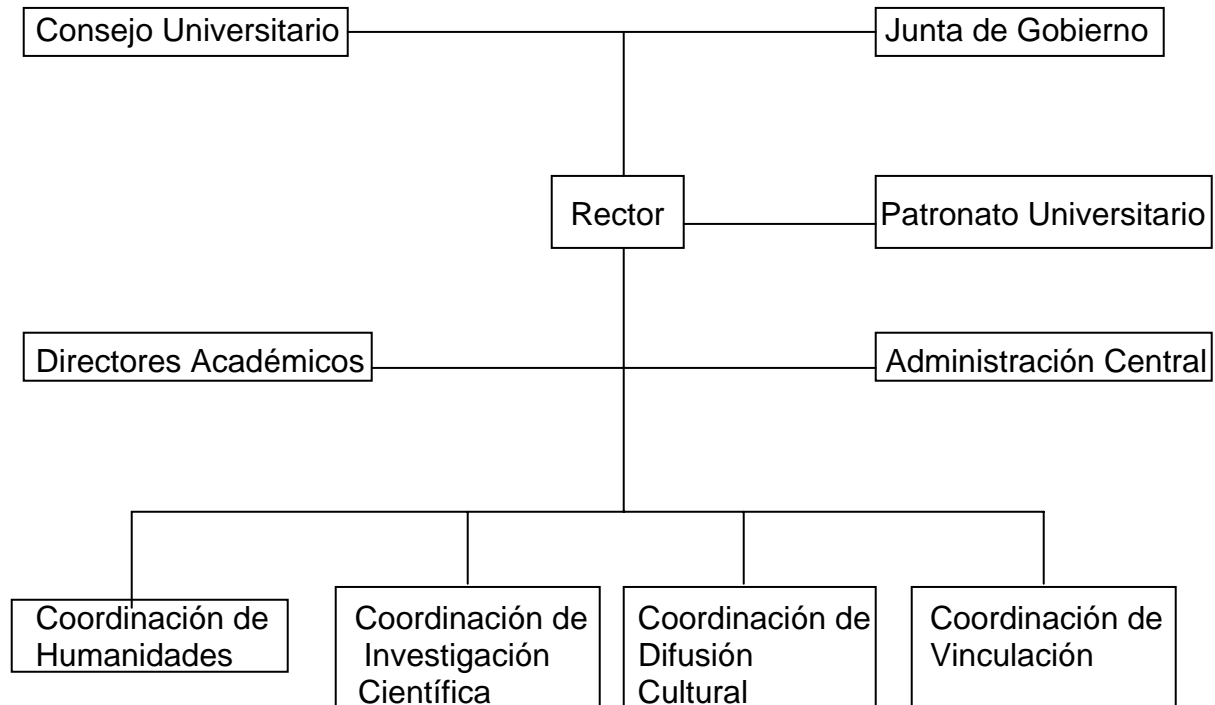 Consejo Universitario
Junta de Gobierno
Rector
Patronato Universitario
Directores Académicos
Administración Central
Coordinación de
Humanidades
Coordinación de
Investigación
Científica
Coordinación de
Difusión
Cultural
Coordinación de
Vinculación